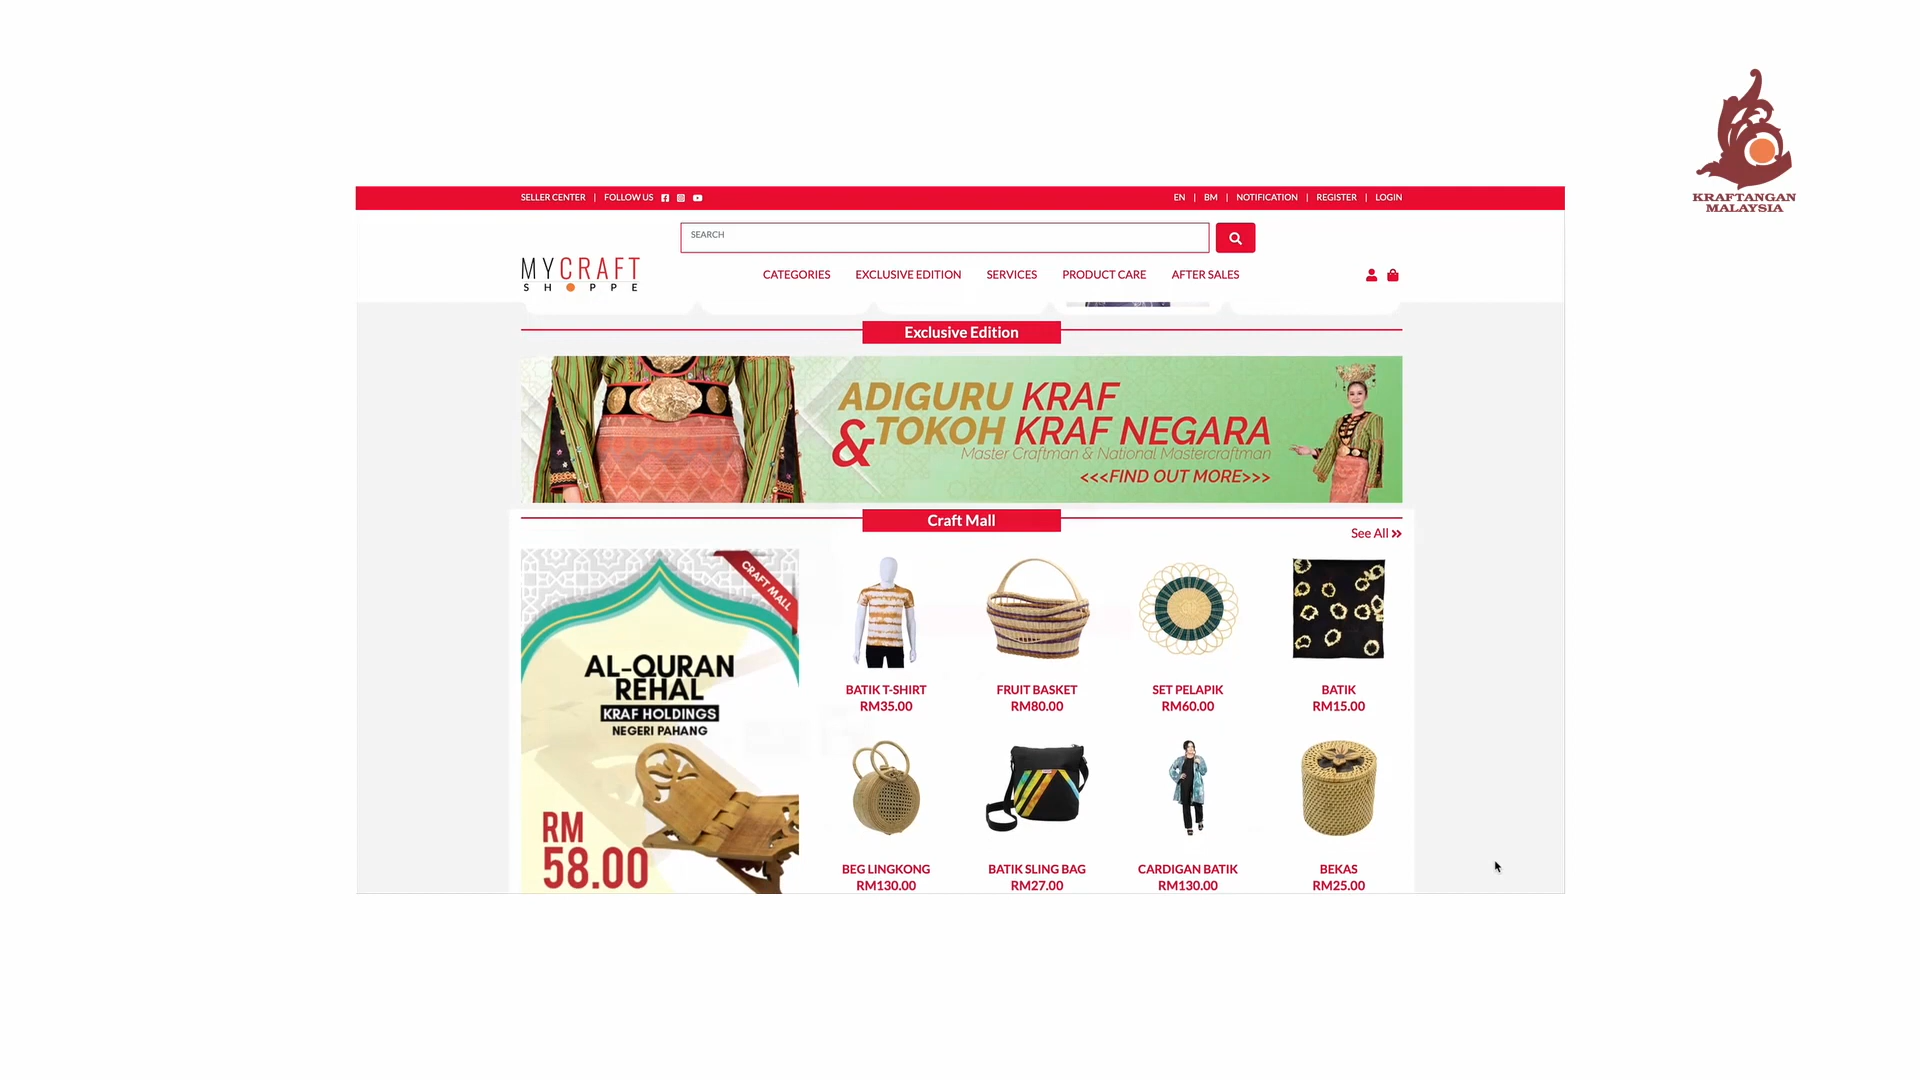 KRAFTANGAN
MALAYSIA
SELLER CENTER | FOLLOW US
EN | BM | NOTIFICATION | REGISTER | LOGIN
SEARCH
MYCRAFT
SHOPPE
CATEGORIES EXCLUSIVE EDITION SERVICES PRODUCT CARE AFTER SALES
Exclusive Edition
ADIGURU KRAF
& TOKOH KRAF NEGARA
Master Craftman & National Mastercraftman
<<<FIND OUT MORE>>>
Craft Mall
See All
CRAFT MALL
AL-QURAN
REHAL
KRAF HOLDINGS
NEGERI PAHANG
RM
58.00
BATIK T-SHIRT
RM35.00
FRUIT BASKET
RM80.00
SET PELAPIK
RM60.00
BATIK
RM15.00
BEG LINGKONG
RM130.00
BATIK SLING BAG
RM27.00
CARDIGAN BATIK
RM130.00
BEKAS
RM25.00